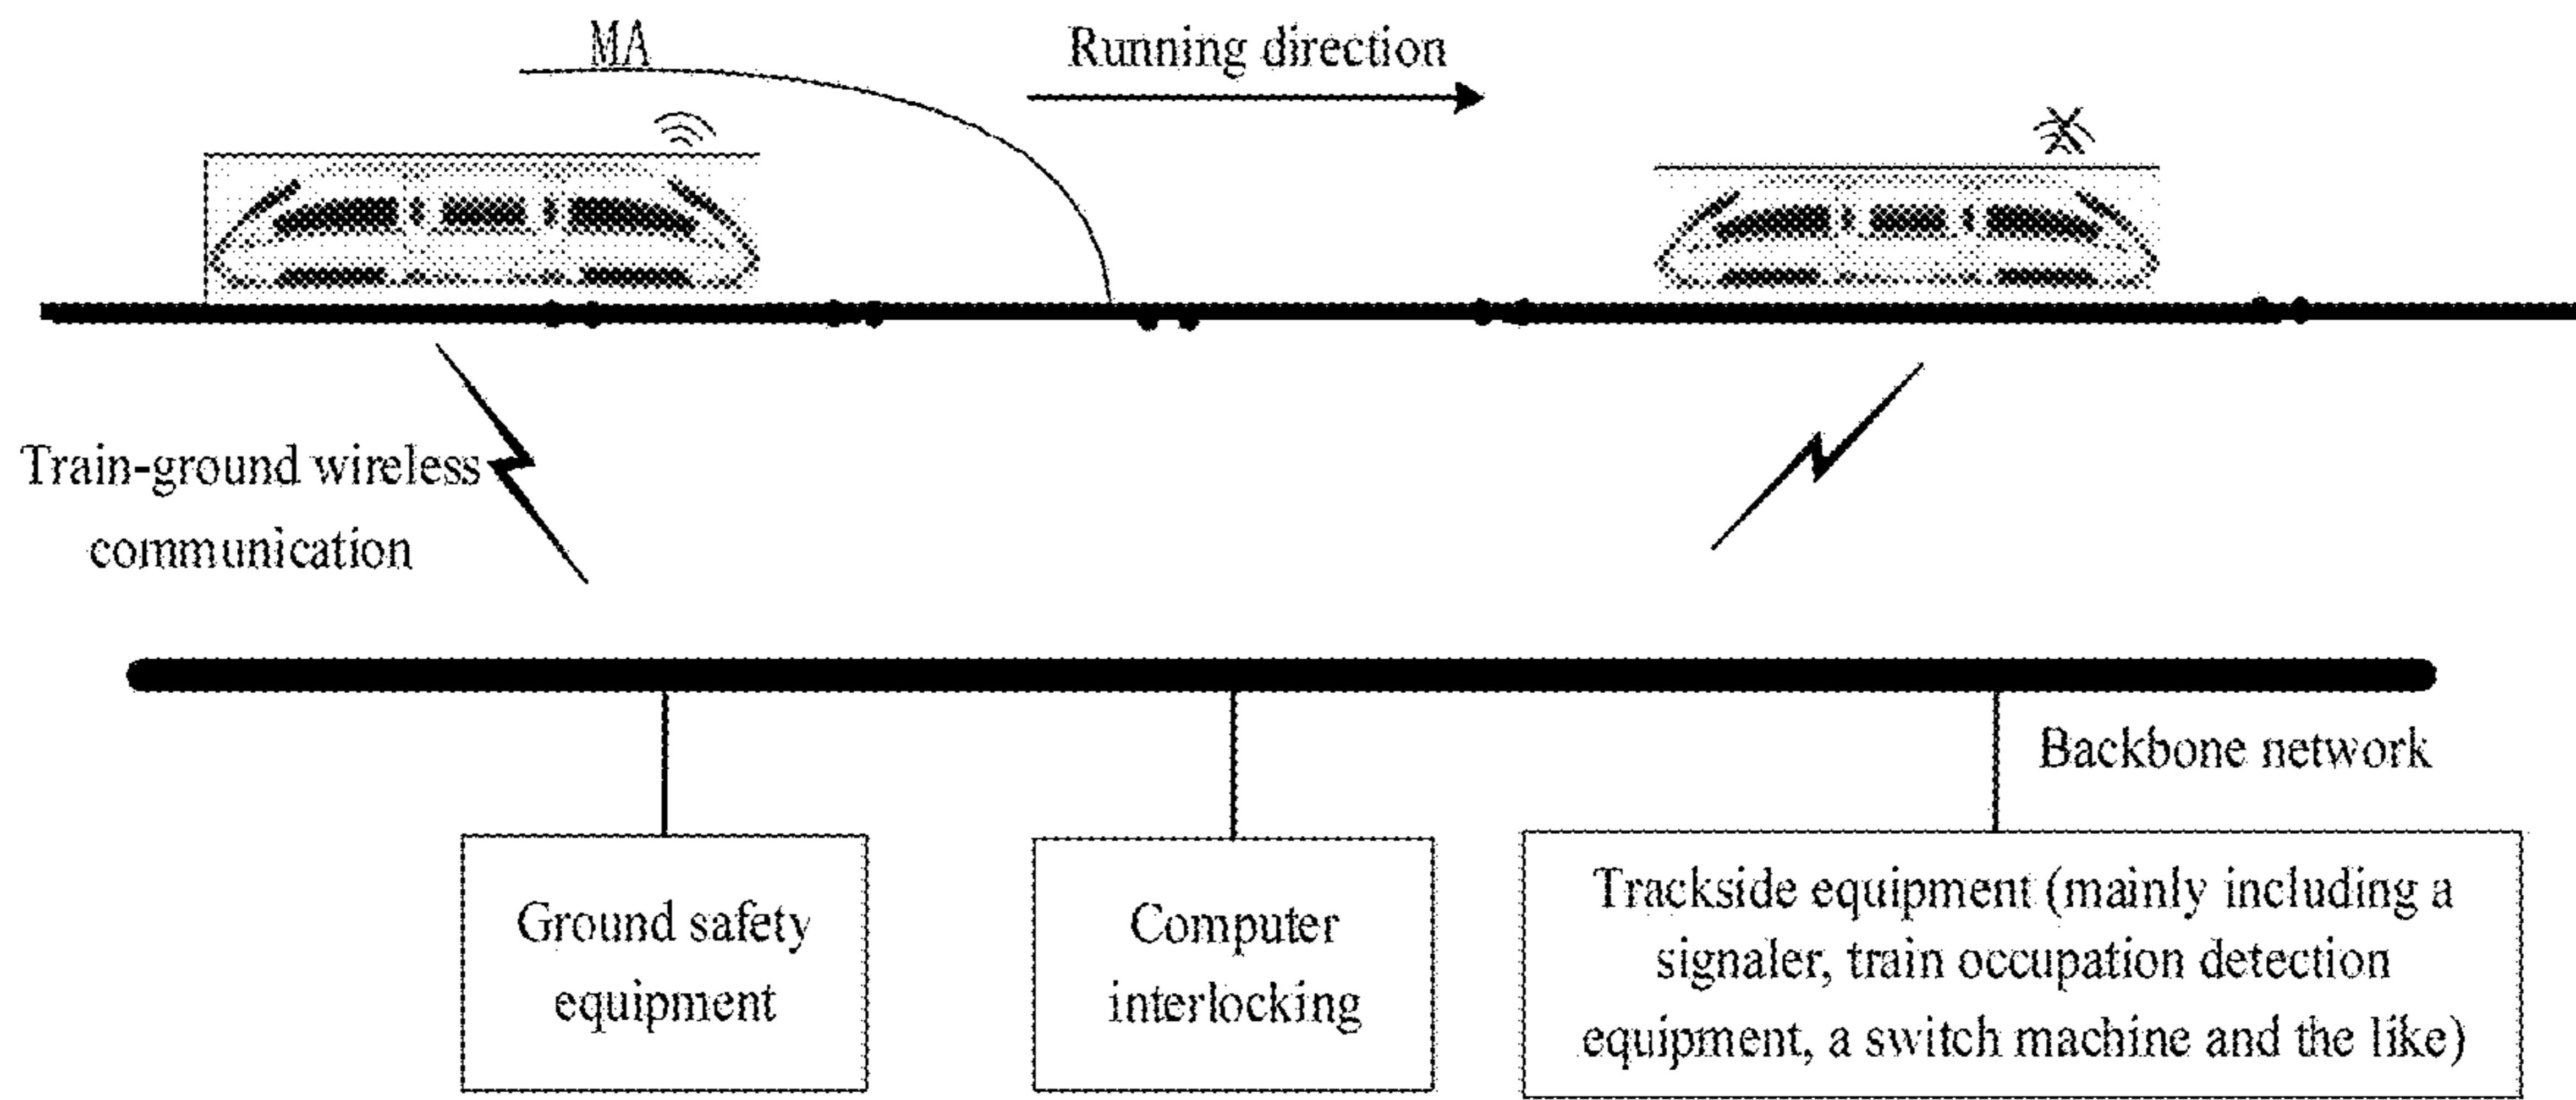 MA
Running direction
Train-ground wireless
communication
Backbone network
Ground safety
equipment
Computer
interlocking
Trackside equipment (mainly including a
signaler, train occupation detection
equipment, a switch machine and the like)